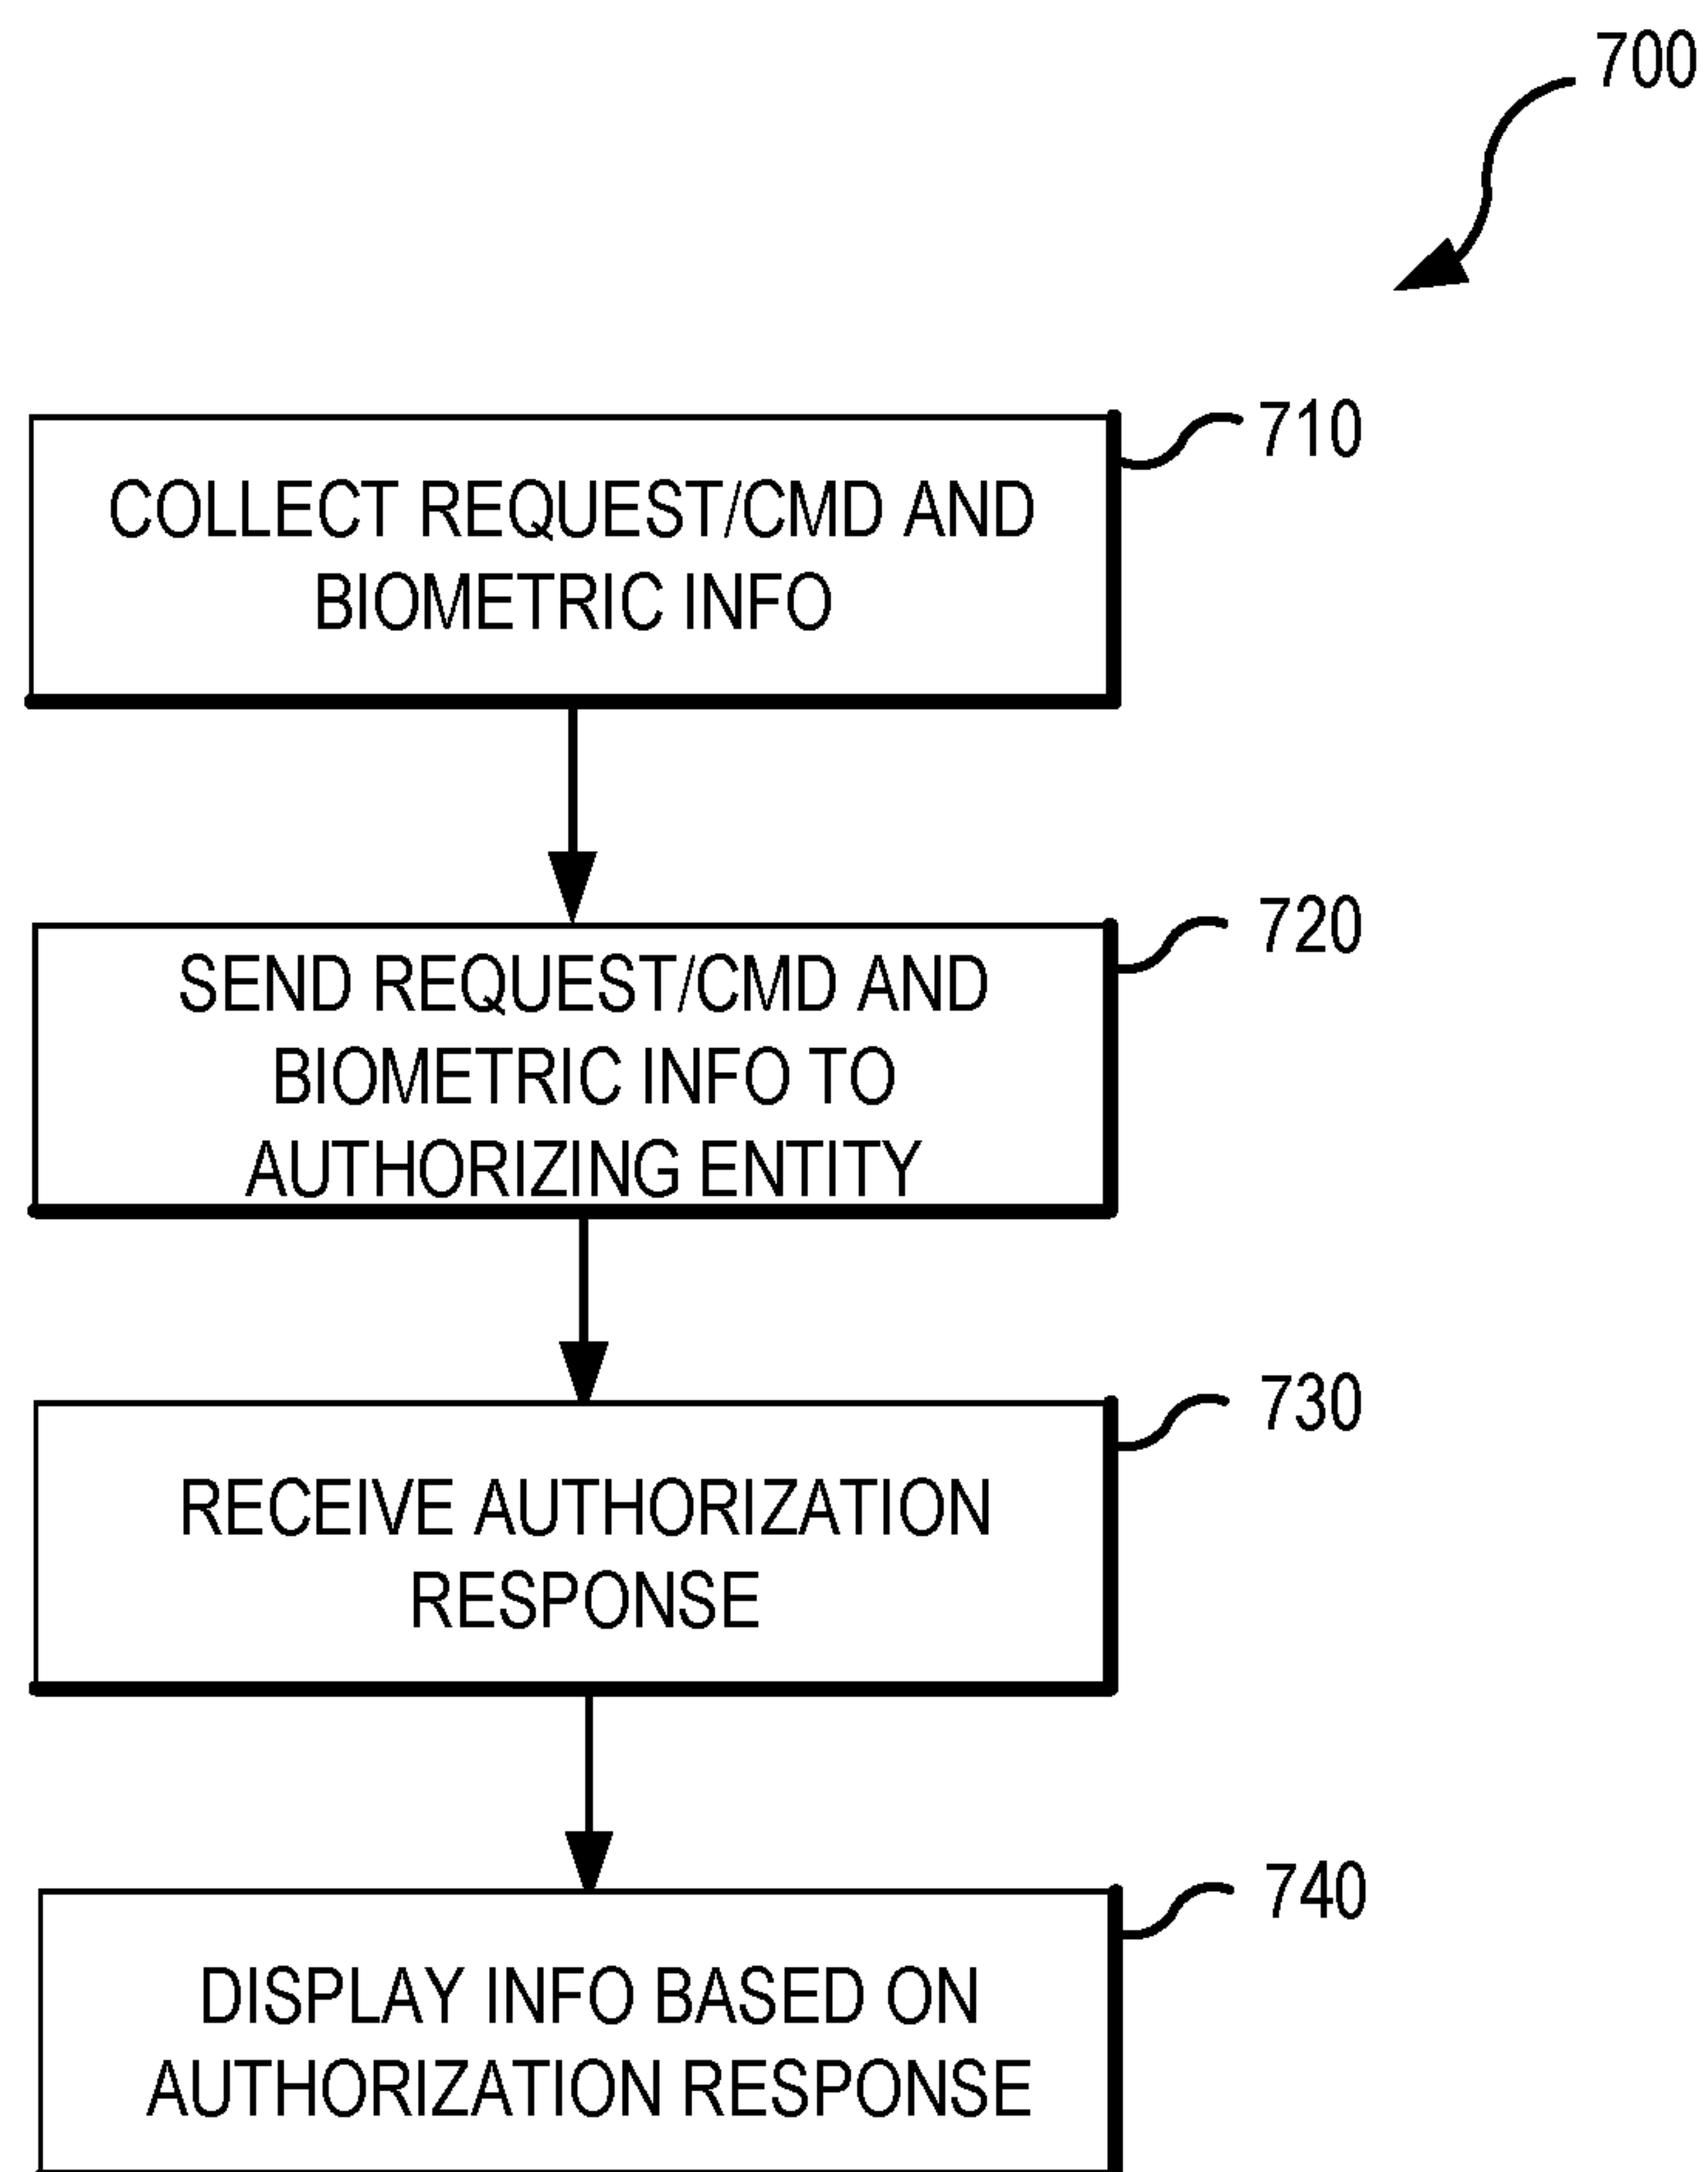 700
710
COLLECT REQUEST/CMD AND
BIOMETRIC INFO
720
SEND REQUEST/CMD AND
BIOMETRIC INFO TO
AUTHORIZING ENTITY
730
RECEIVE AUTHORIZATION
RESPONSE
740
DISPLAY INFO BASED ON
AUTHORIZATION RESPONSE